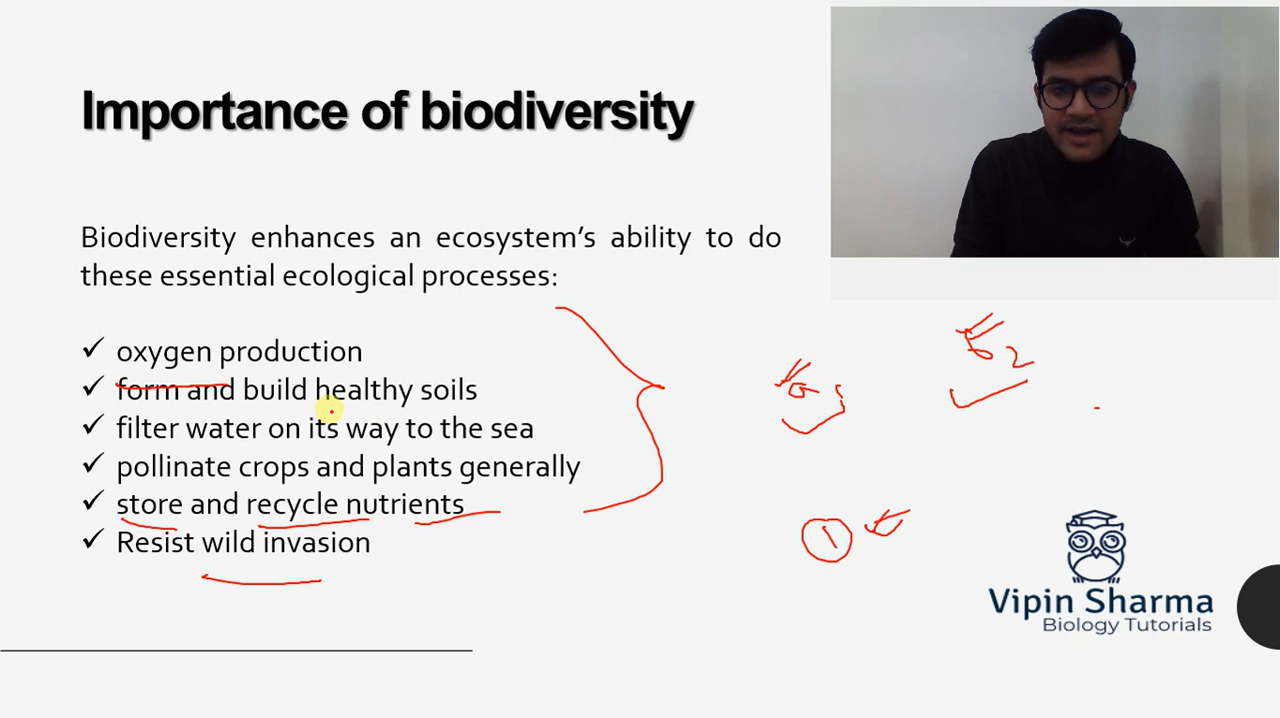 Importance of biodiversity
Biodiversity enhances an ecosystem’s ability to do
these essential ecological processes:
✓ oxygen production
✓ form and build healthy soils
✓ filter water on its way to the sea
✓ pollinate crops and plants generally
✓ store and recycle nutrients
✓ Resist wild invasion
1
Vipin Sharma
Biology Tutorials